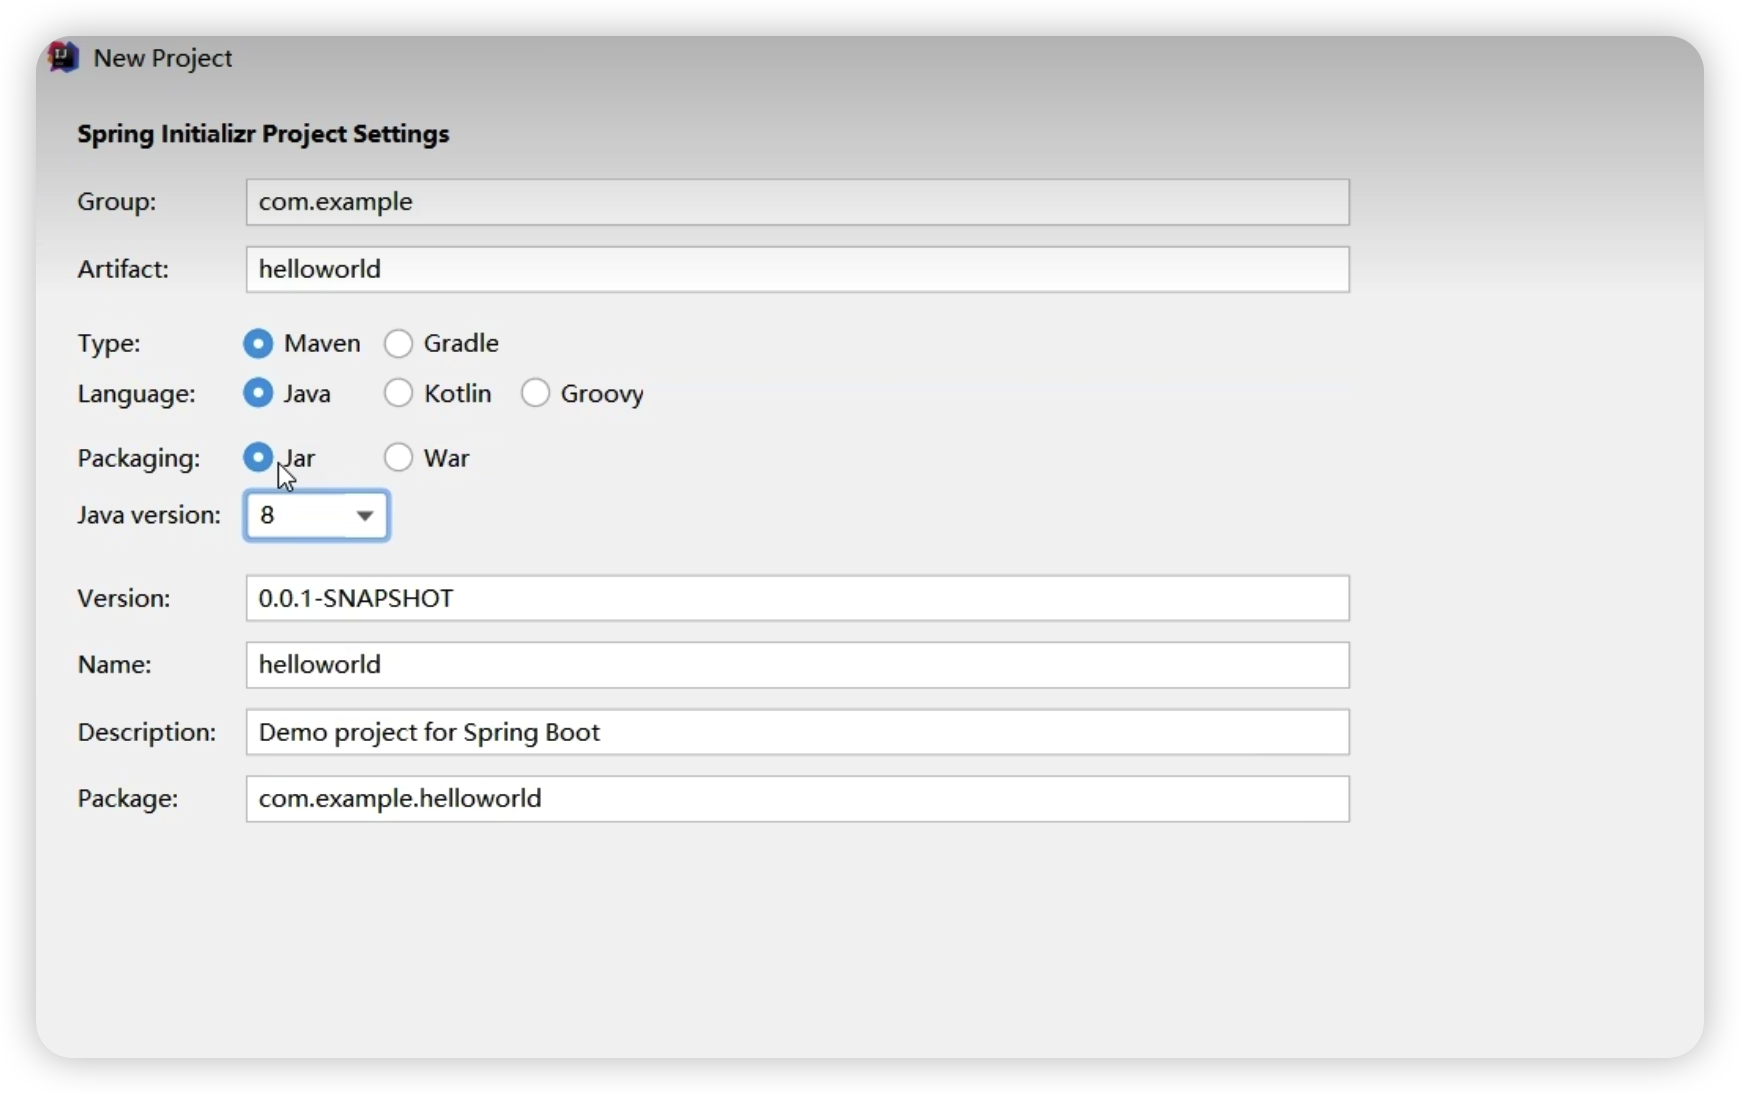 New Project
Spring Initializr Project Settings
Group: com.example
Artifact: helloworld
Type: Maven Gradle
Language: Java Kotlin Groovy
Packaging: Jar War
Java version: 8
Version: 0.0.1-SNAPSHOT
Name: helloworld
Description: Demo project for Spring Boot
Package: com.example.helloworld